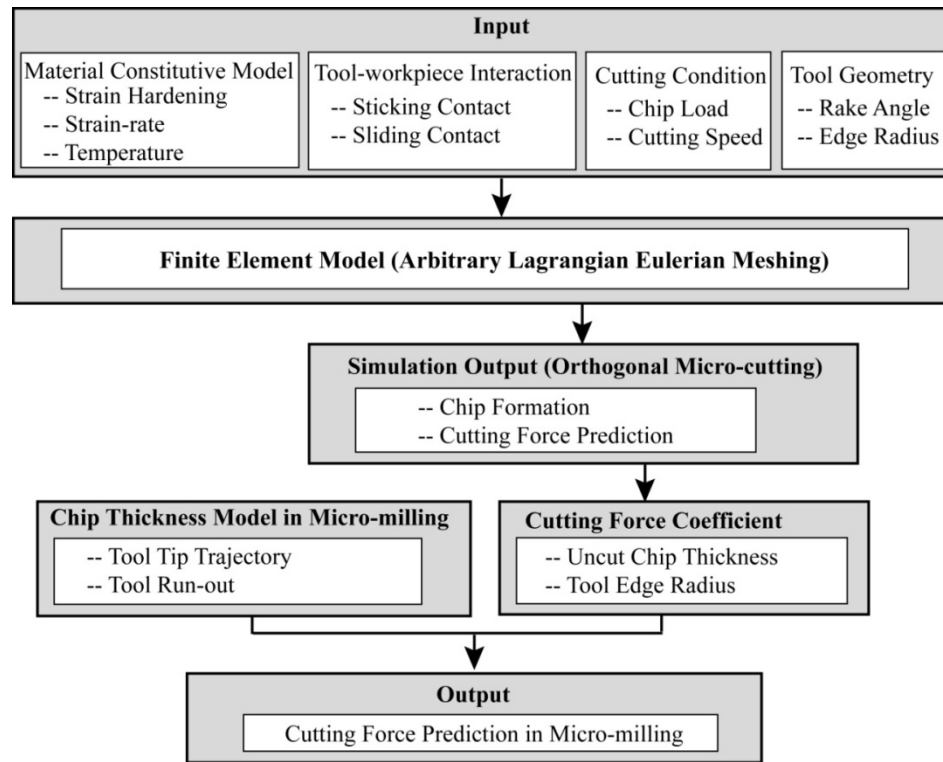 Input
Material Constitutive Model
-- Strain Hardening
-- Strain-rate
-- Temperature
Tool-workpiece Interaction
-- Sticking Contact
-- Sliding Contact
Cutting Condition
-- Chip Load
-- Cutting Speed
Tool Geometry
-- Rake Angle
-- Edge Radius
Finite Element Model (Arbitrary Lagrangian Eulerian Meshing)
Simulation Output (Orthogonal Micro-cutting)
-- Chip Formation
-- Cutting Force Prediction
Chip Thickness Model in Micro-milling
-- Tool Tip Trajectory
-- Tool Run-out
Cutting Force Coefficient
-- Uncut Chip Thickness
-- Tool Edge Radius
Output
Cutting Force Prediction in Micro-milling